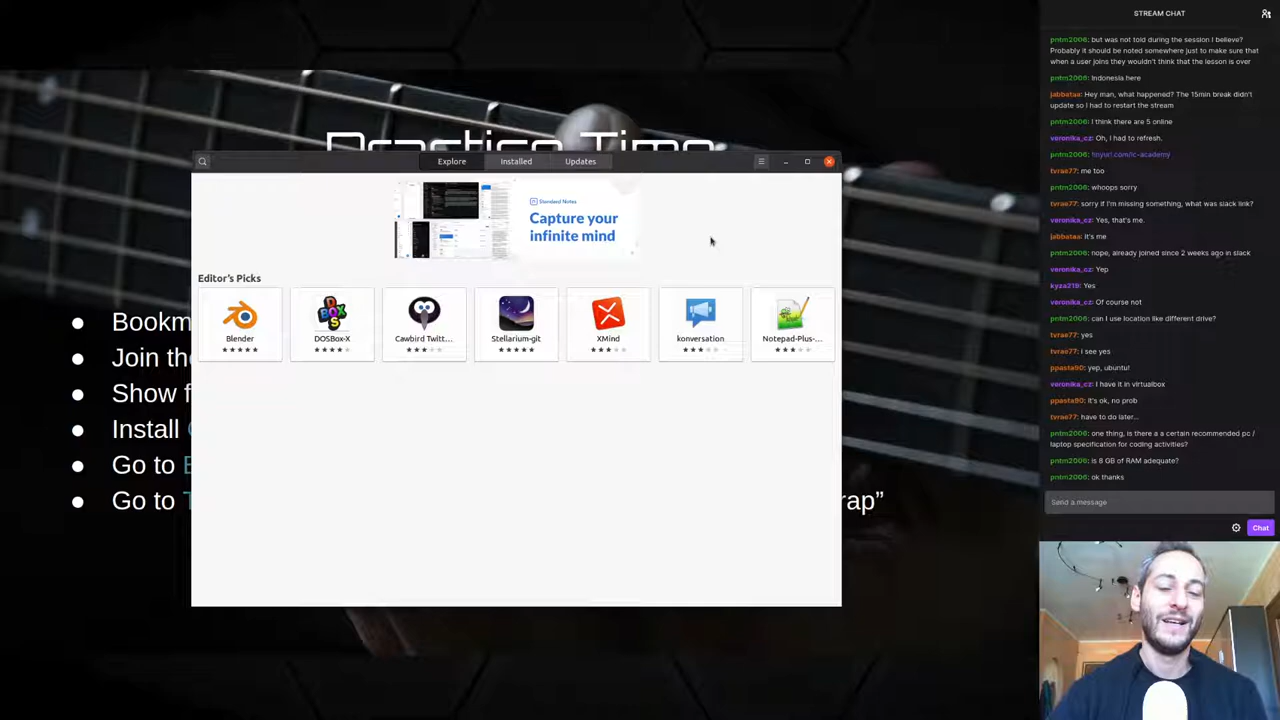 Practice Time
Explore
Installed
Updates
Standard Notes
Capture your
infinite mind
Editor's Picks
Blender
DOSBox-X
Cawbird Twitt...
Stellarium-git
XMind
konversation
Notepad-Plus-...
● Bookm
● Join the
● Show f
● Install
● Go to E
● Go to T
rap”
STREAM CHAT
pntm2006: but was not told during the session I believe?
Probably it should be noted somewhere just to make sure that
when a user joins they wouldn't think that the lesson is over
pntm2006: Indonesia here
jabbataa: Hey man, what happened? The 15min break didn't
update so I had to restart the stream
pntm2006: I think there are 5 online
veronika_cz: Oh, I had to refresh.
pntm2006: tinyurl.com/ic-academy
tvrae77: me too
pntm2006: whoops sorry
tvrae77: sorry if I'm missing something, what was slack link?
veronika_cz: Yes, that's me.
jabbataa: it's me
pntm2006: nope, already joined since 2 weeks ago in slack
veronika_cz: Yep
kyza219: Yes
veronika_cz: Of course not
pntm2006: can I use location like different drive?
tvrae77: yes
tvrae77: i see yes
ppasta90: yep, ubuntu!
veronika_cz: I have it in virtualbox
ppasta90: it's ok, no prob
tvrae77: have to do later...
pntm2006: one thing, is there a a certain recommended pc /
laptop specification for coding activities?
pntm2006: is 8 GB of RAM adequate?
pntm2006: ok thanks
Send a message
Chat